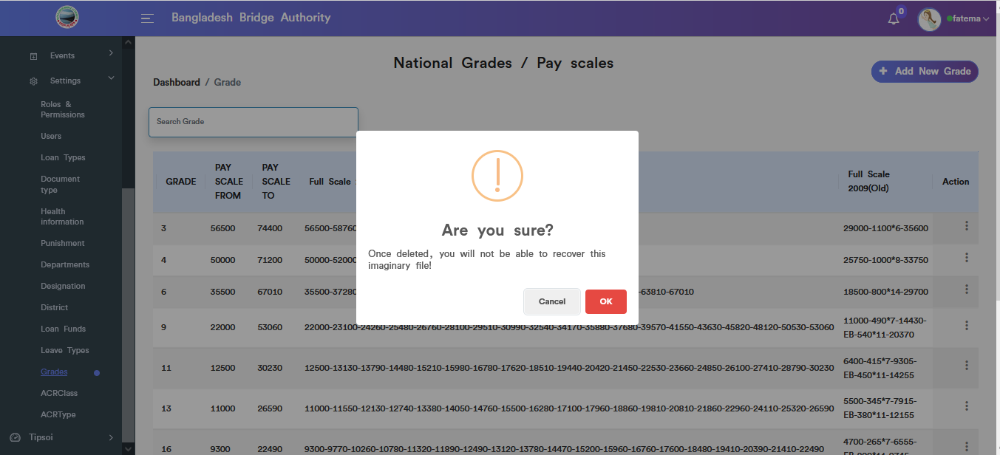 Bangladesh Bridge Authority
0
fatema
Events
Settings
Roles &
Permissions
Users
Loan Types
Document
type
Health
information
Punishment
Departments
Designation
District
Loan Funds
Leave Types
Grades
ACRClass
ACRType
Tipsoi
National Grades / Pay scales
Dashboard / Grade
+ Add New Grade
Search Grade
GRADE
PAY
SCALE
FROM
PAY
SCALE
TO
Full Scale
Full Scale
2009(Old)
Action
3 56500 74400 56500-58760 29000-1100*6-35600
4 50000 71200 50000-52000 25750-1000*8-33750
6 35500 67010 35500-37280 -63810-67010 18500-800*14-29700
9 22000 53060 22000-23100-24260-25480-26760-28100-29510-30990-32540-34170-35880-37680-39570-41550-43630-45820-48120-50530-53060 11000-490*7-14430-
EB-540*11-20370
11 12500 30230 12500-13130-13790-14480-15210-15980-16780-17620-18510-19440-20420-21450-22530-23660-24850-26100-27410-28790-30230 6400-415*7-9305-
EB-450*11-14255
13 11000 26590 11000-11550-12130-12740-13380-14050-14760-15500-16280-17100-17960-18860-19810-20810-21860-22960-24110-25320-26590 5500-345*7-7915-
EB-380*11-12155
16 9300 22490 9300-9770-10260-10780-11320-11890-12490-13120-13780-14470-15200-15960-16760-17600-18480-19410-20390-21410-22490 4700-265*7-6555-
Are you sure?
Once deleted, you will not be able to recover this
imaginary file!
Cancel
OK